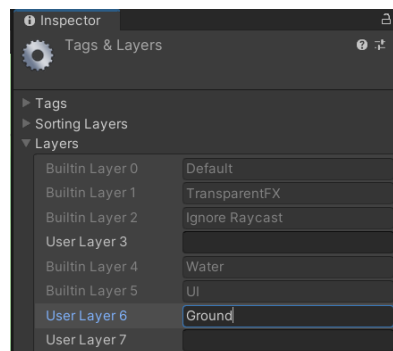 Inspector
Tags & Layers
Tags
Sorting Layers
Layers
Builtin Layer 0 Default
Builtin Layer 1 TransparentFX
Builtin Layer 2 Ignore Raycast
User Layer 3
Builtin Layer 4 Water
Builtin Layer 5 UI
User Layer 6 Ground
User Layer 7